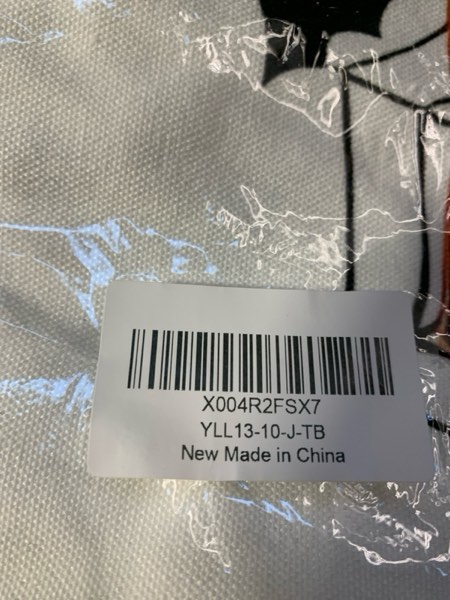 X004R2FSX7
YLL13-10-J-TB
New Made in China